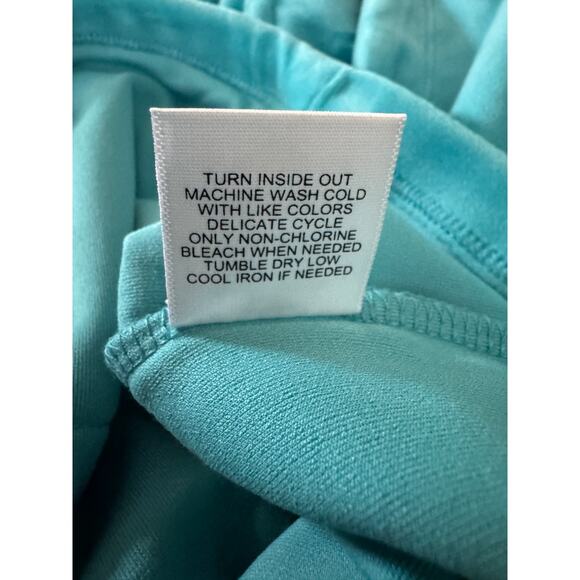 TURN INSIDE OUT
MACHINE WASH COLD
WITH LIKE COLORS
DELICATE CYCLE
ONLY NON-CHLORINE
BLEACH WHEN NEEDED
TUMBLE DRY LOW
COOL IRON IF NEEDED